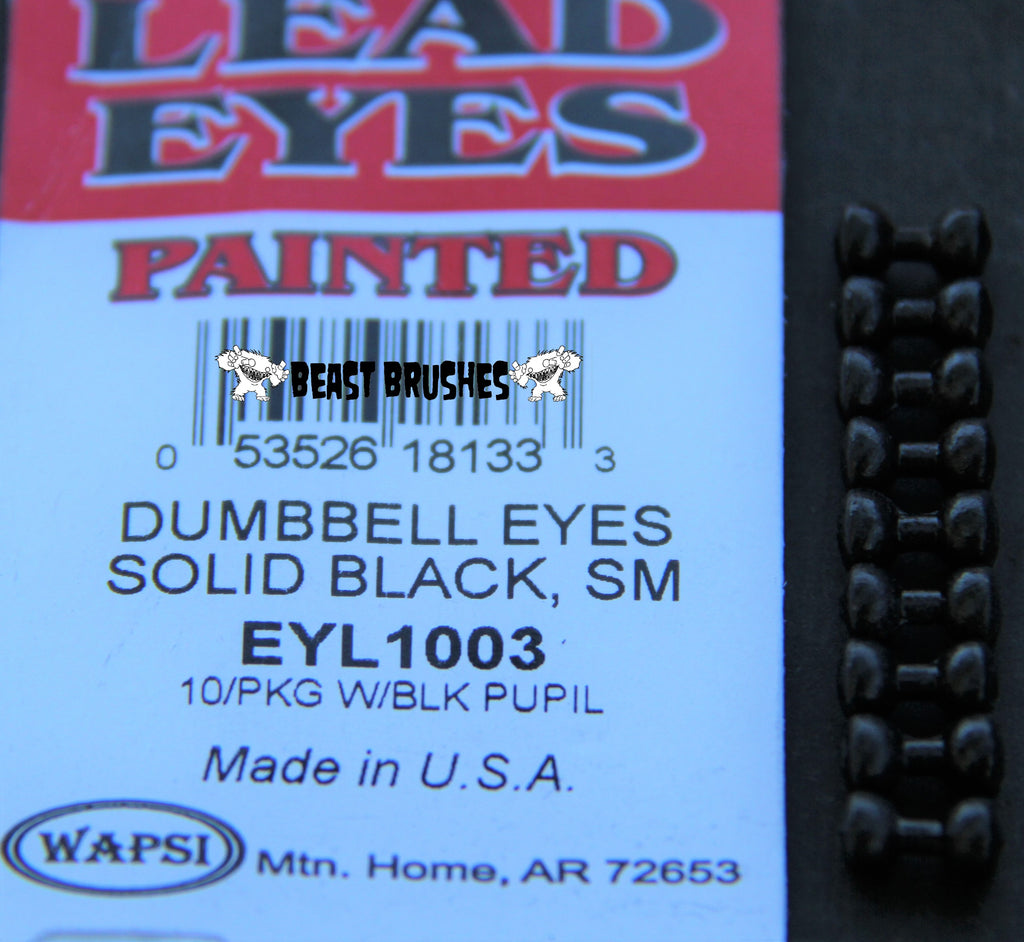 LEAD
EYES
PAINTED
BEAST BRUSHES
0 53526 18133 3
DUMBBELL EYES
SOLID BLACK, SM
EYL1003
10/PKG W/BLK PUPIL
Made in U.S.A.
WAPSI Mtn. Home, AR 72653